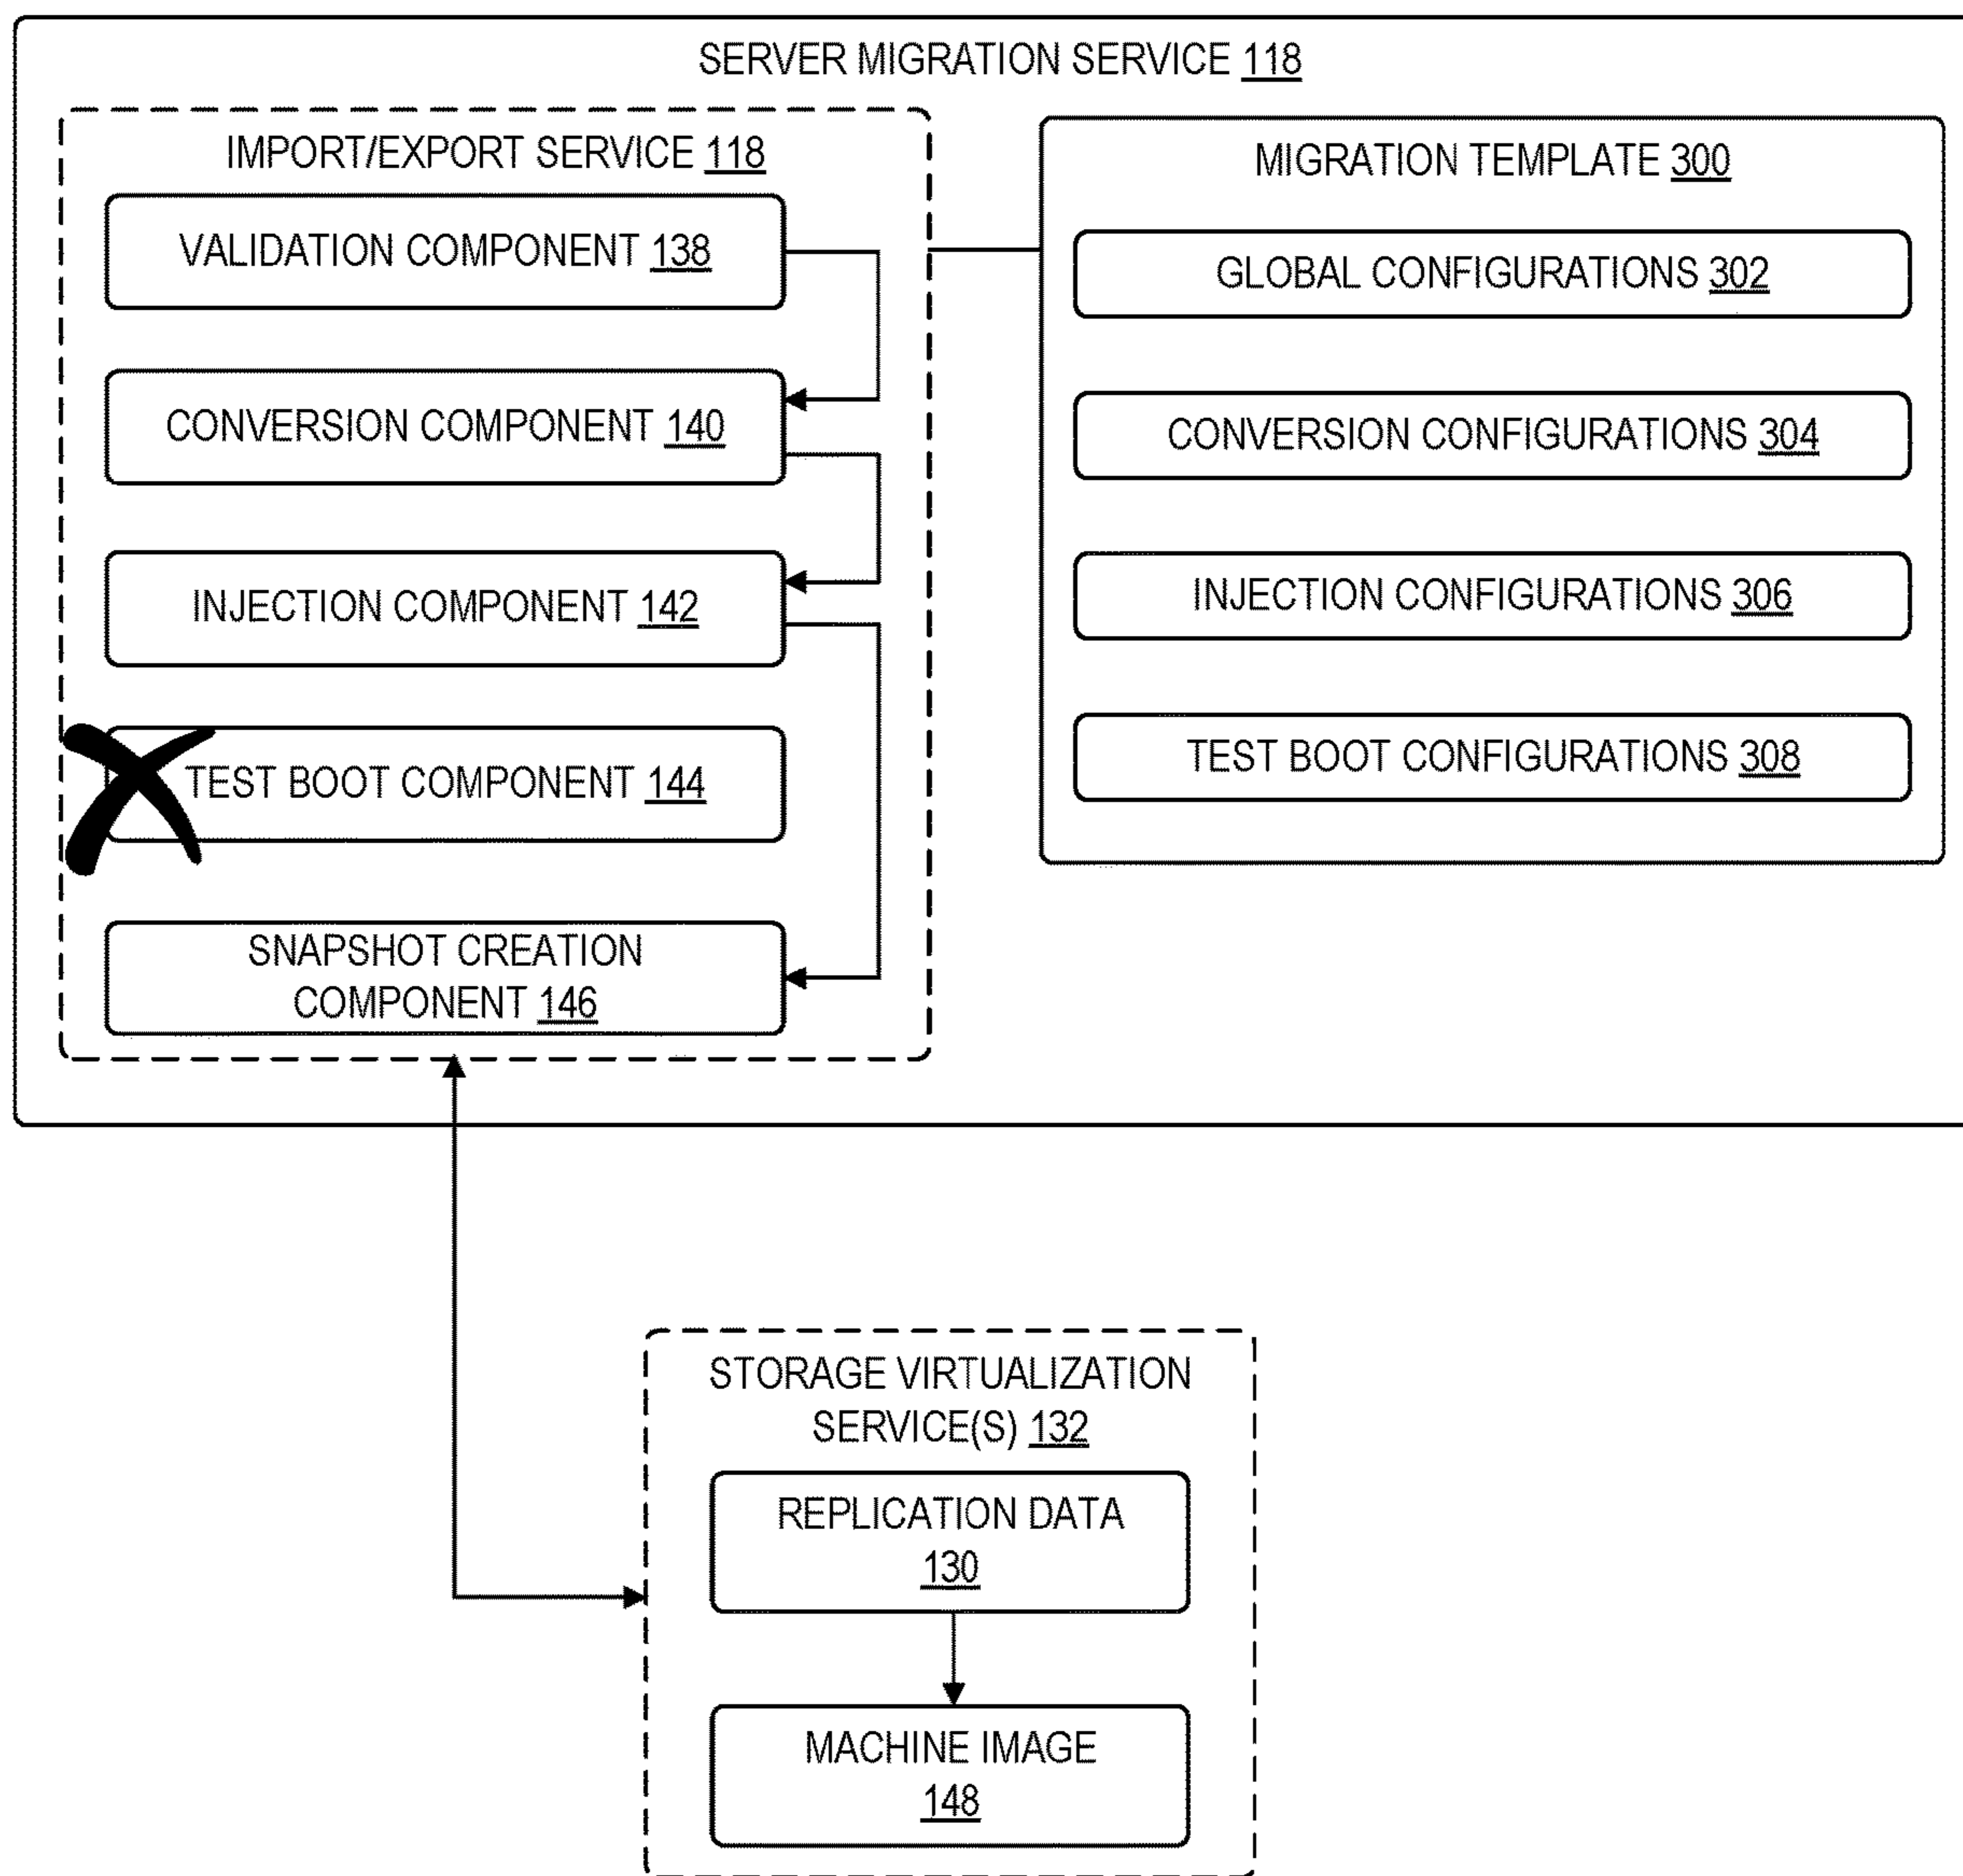 SERVER MIGRATION SERVICE 118
IMPORT/EXPORT SERVICE 118
VALIDATION COMPONENT 138
CONVERSION COMPONENT 140
INJECTION COMPONENT 142
TEST BOOT COMPONENT 144
SNAPSHOT CREATION
COMPONENT 146
MIGRATION TEMPLATE 300
GLOBAL CONFIGURATIONS 302
CONVERSION CONFIGURATIONS 304
INJECTION CONFIGURATIONS 306
TEST BOOT CONFIGURATIONS 308
STORAGE VIRTUALIZATION
SERVICE(S) 132
REPLICATION DATA
130
MACHINE IMAGE
148